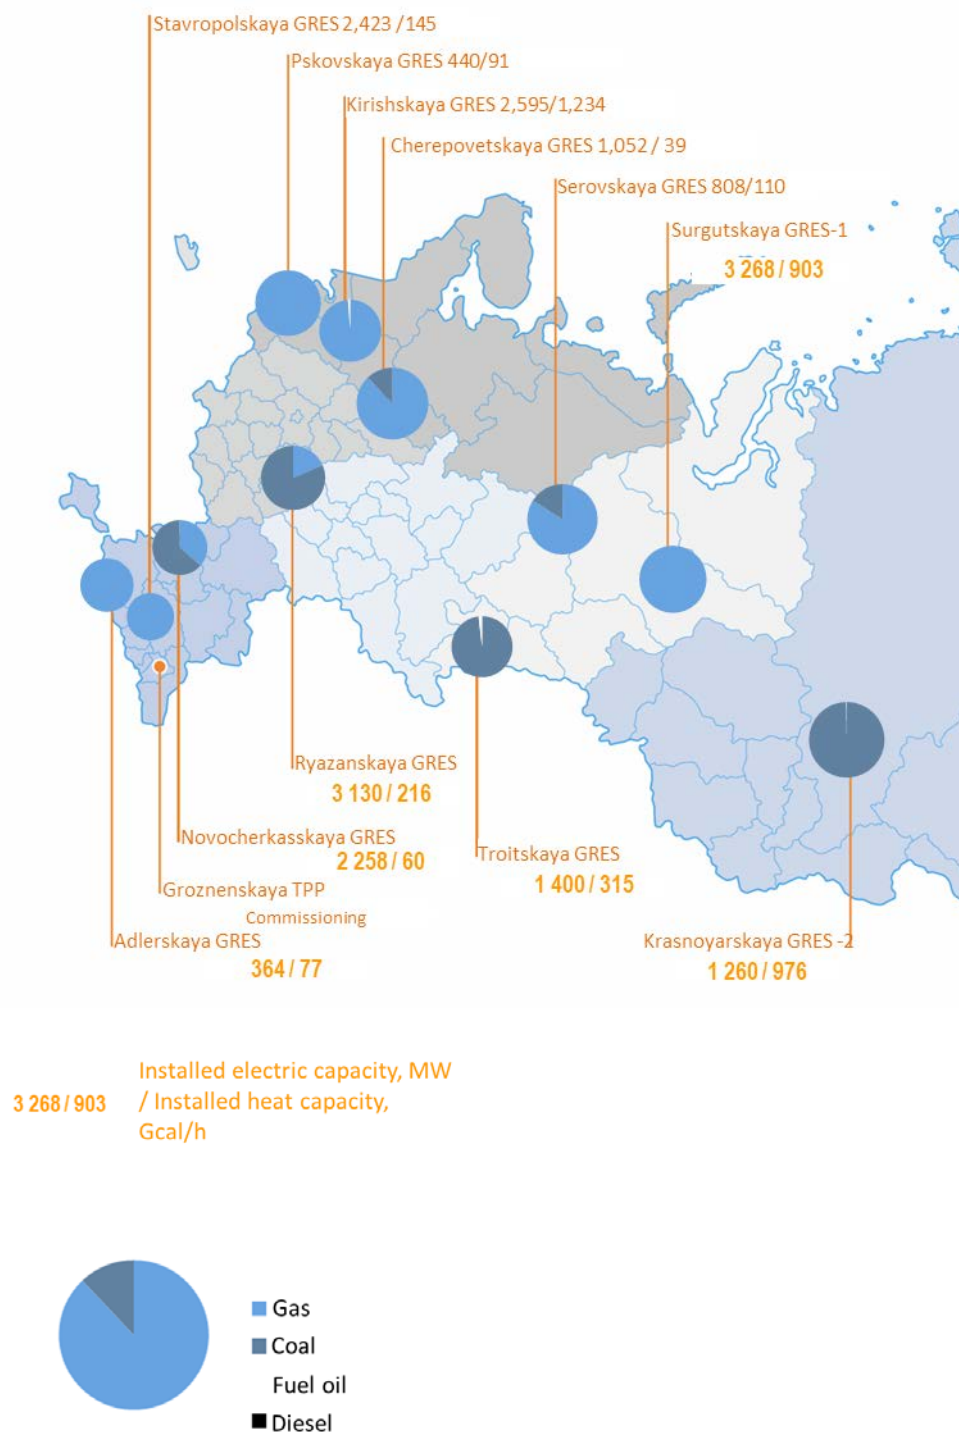 Stavropolskaya GRES 2,423 /145
Pskovskaya GRES 440/91
Kirishskaya GRES 2,595/1,234
Cherepovetskaya GRES 1,052 / 39
Serovskaya GRES 808/110
Surgutskaya GRES-1
3 268 / 903
Ryazanskaya GRES
3 130 / 216
Novocherkasskaya GRES
2 258 / 60
Troitskaya GRES
1 400 / 315
Groznenskaya TPP
Commissioning
Adlerskaya GRES
364 / 77
Krasnoyarskaya GRES -2
1 260 / 976
3 268 / 903
Installed electric capacity, MW
/ Installed heat capacity,
Gcal/h
Gas
Coal
Fuel oil
Diesel